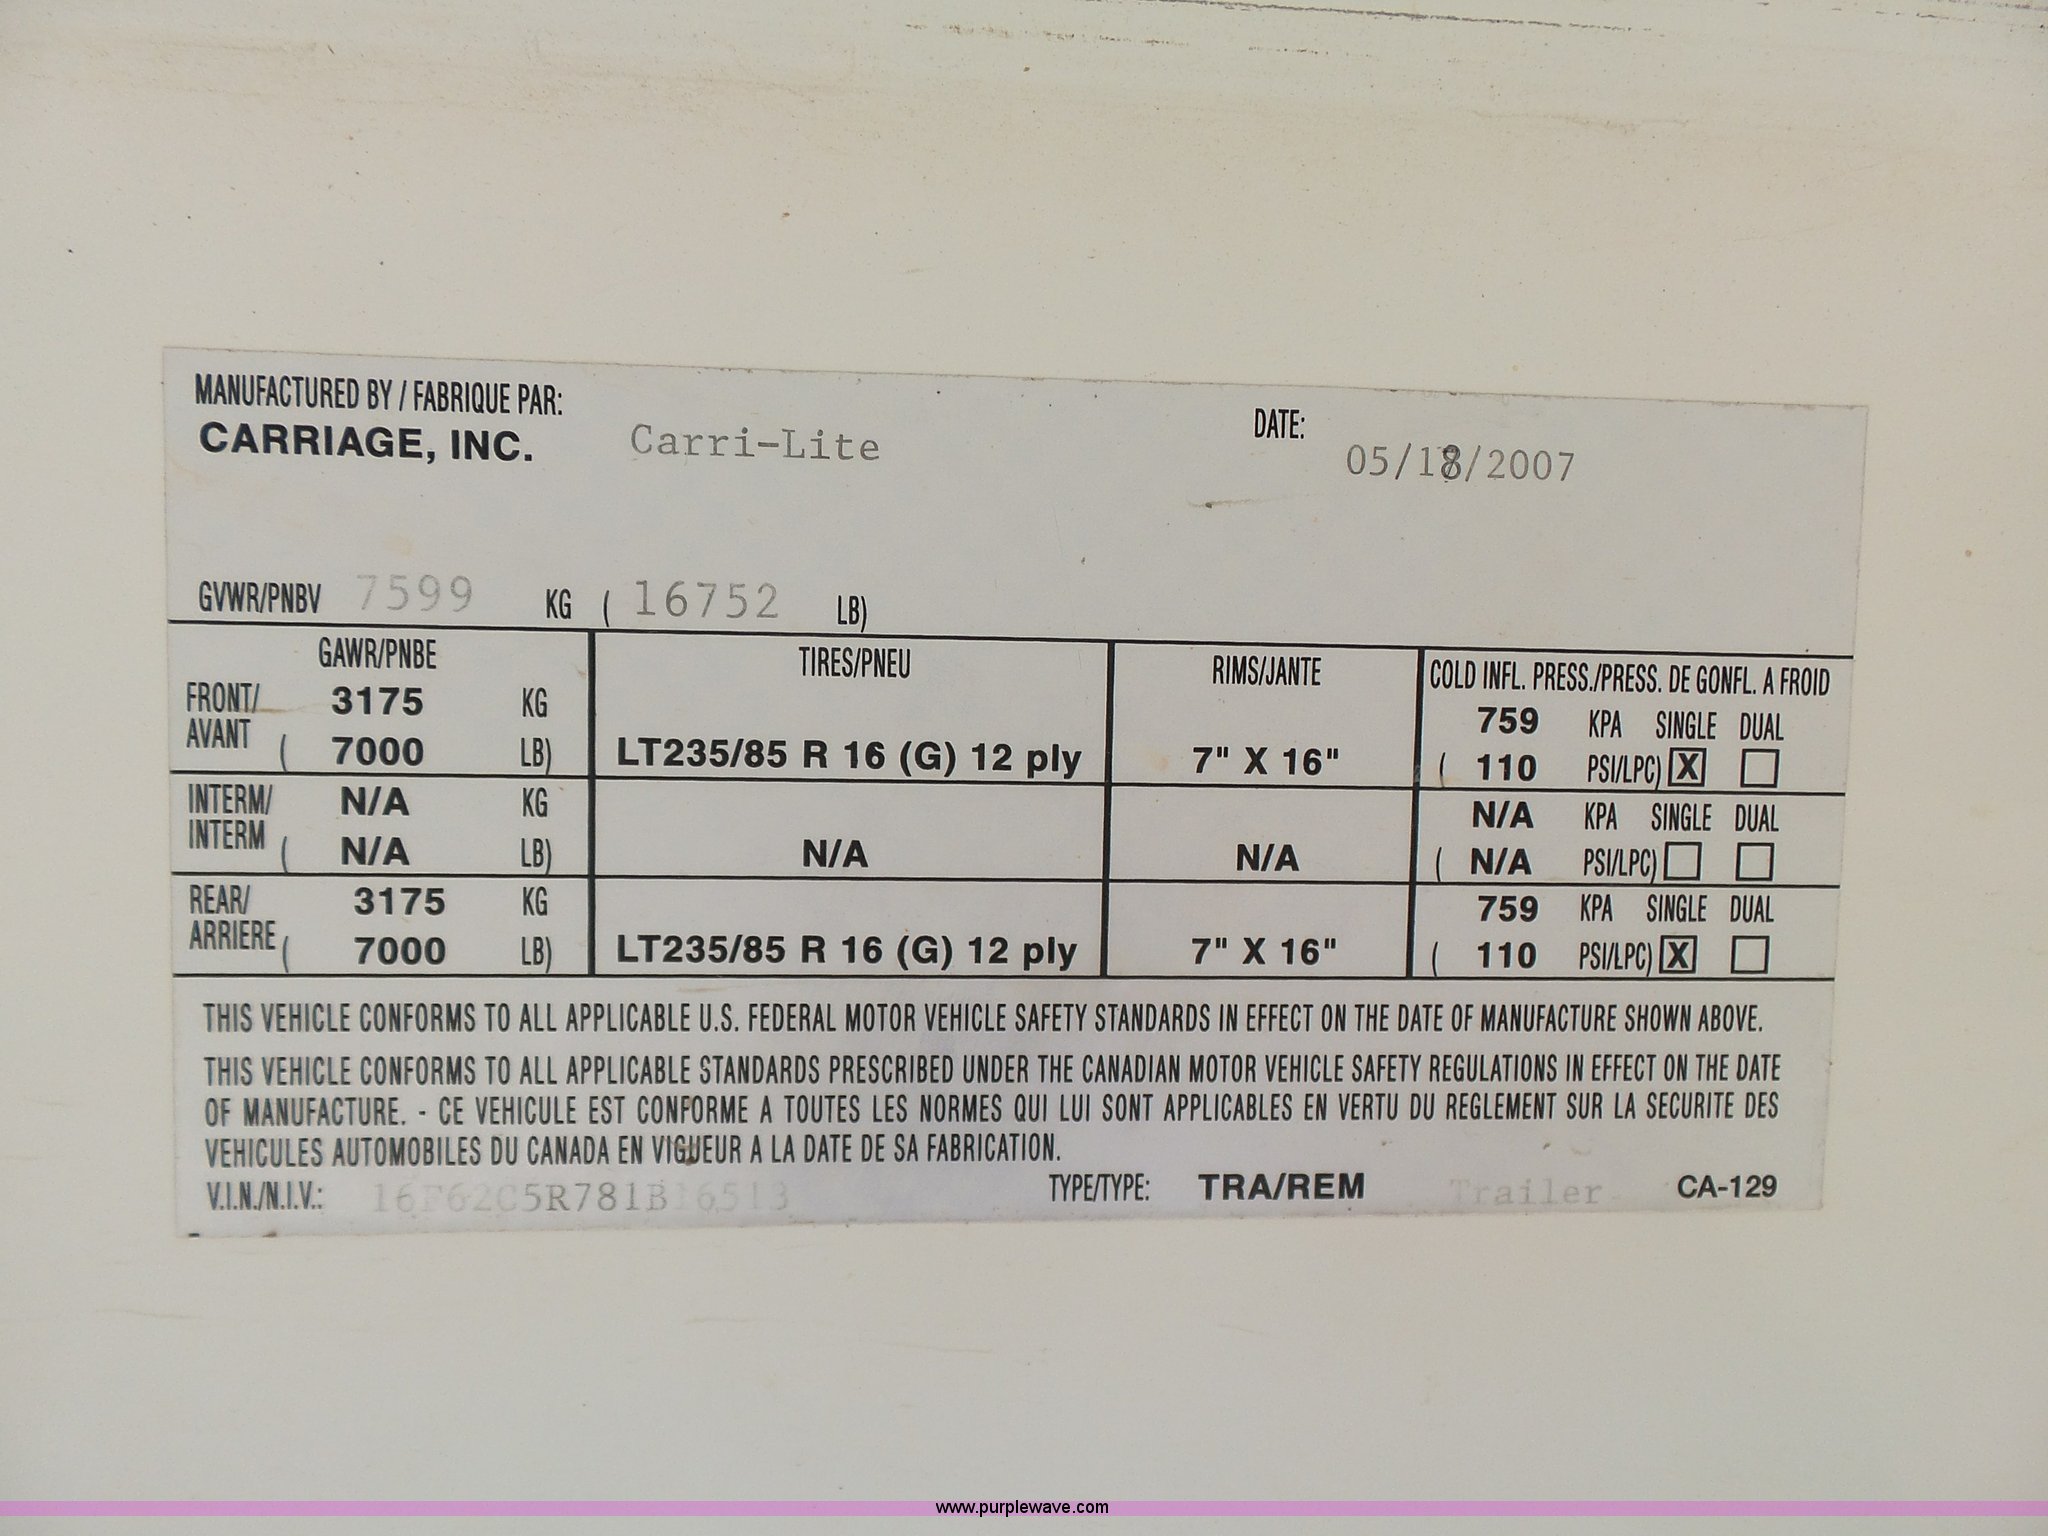 MANUFACTURED BY / FABRIQUE PAR:
CARRIAGE, INC. Carri-Lite DATE: 05/18/2007
GVWR/PNBV 7599 KG ( 16752 LB)
GAWR/PNBE TIRES/PNEU RIMS/JANTE COLD INFL. PRESS./PRESS. DE GONFL. A FROID
FRONT/ 3175 KG 759 KPA SINGLE DUAL
AVANT ( 7000 LB) LT235/85 R 16 (G) 12 ply 7" X 16" ( 110 PSI/LPC) X
INTERM/ N/A KG N/A KPA SINGLE DUAL
INTERM ( N/A LB) N/A N/A ( N/A PSI/LPC)
REAR/ 3175 KG 759 KPA SINGLE DUAL
ARRIERE ( 7000 LB) LT235/85 R 16 (G) 12 ply 7" X 16" ( 110 PSI/LPC) X
THIS VEHICLE CONFORMS TO ALL APPLICABLE U.S. FEDERAL MOTOR VEHICLE SAFETY STANDARDS IN EFFECT ON THE DATE OF MANUFACTURE SHOWN ABOVE.
THIS VEHICLE CONFORMS TO ALL APPLICABLE STANDARDS PRESCRIBED UNDER THE CANADIAN MOTOR VEHICLE SAFETY REGULATIONS IN EFFECT ON THE DATE
OF MANUFACTURE. - CE VEHICULE EST CONFORME A TOUTES LES NORMES QUI LUI SONT APPLICABLES EN VERTU DU REGLEMENT SUR LA SECURITE DES
VEHICULES AUTOMOBILES DU CANADA EN VIGUEUR A LA DATE DE SA FABRICATION.
V.I.N./N.I.V.: 16F62C5R781B16513 TYPE/TYPE: TRA/REM Trailer CA-129
www.purplewave.com